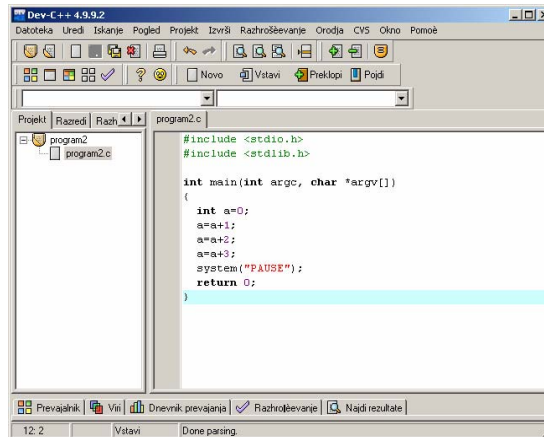 Dev-C++ 4.9.9.2
Datoteka Uredi Iskanje Pogled Projekt Izvrši Razhroščevanje Orodja CVS Okno Pomoè
Novo Vstavi Preklopi Pojdi
Projekt Razredi Razh program2.c
program2
program2.c
#include <stdio.h>
#include <stdlib.h>
int main(int argc, char *argv[])
{
int a=0;
a=a+1;
a=a+2;
a=a+3;
system("PAUSE");
return 0;
}
Prevajalnik Viri Dnevnik prevajanja Razhroščevanje Najdi rezultate
12: 2 Vstavi Done parsing.